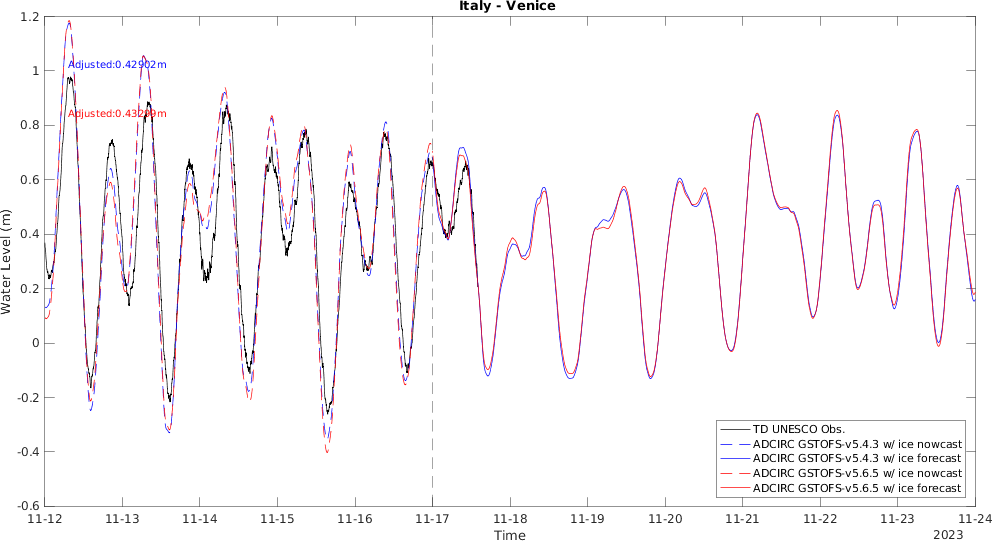 Italy - Venice
1.2
1
0.8
0.6
0.4
0.2
0
-0.2
-0.4
-0.6
Water Level (m)
Adjusted:0.42902m
Adjusted:0.43299m
TD UNESCO Obs.
ADCIRC GSTOFS-v5.4.3 w/ ice nowcast
ADCIRC GSTOFS-v5.4.3 w/ ice forecast
ADCIRC GSTOFS-v5.6.5 w/ ice nowcast
ADCIRC GSTOFS-v5.6.5 w/ ice forecast
11-12 11-13 11-14 11-15 11-16 11-17 11-18 11-19 11-20 11-21 11-22 11-23 11-24
Time
2023